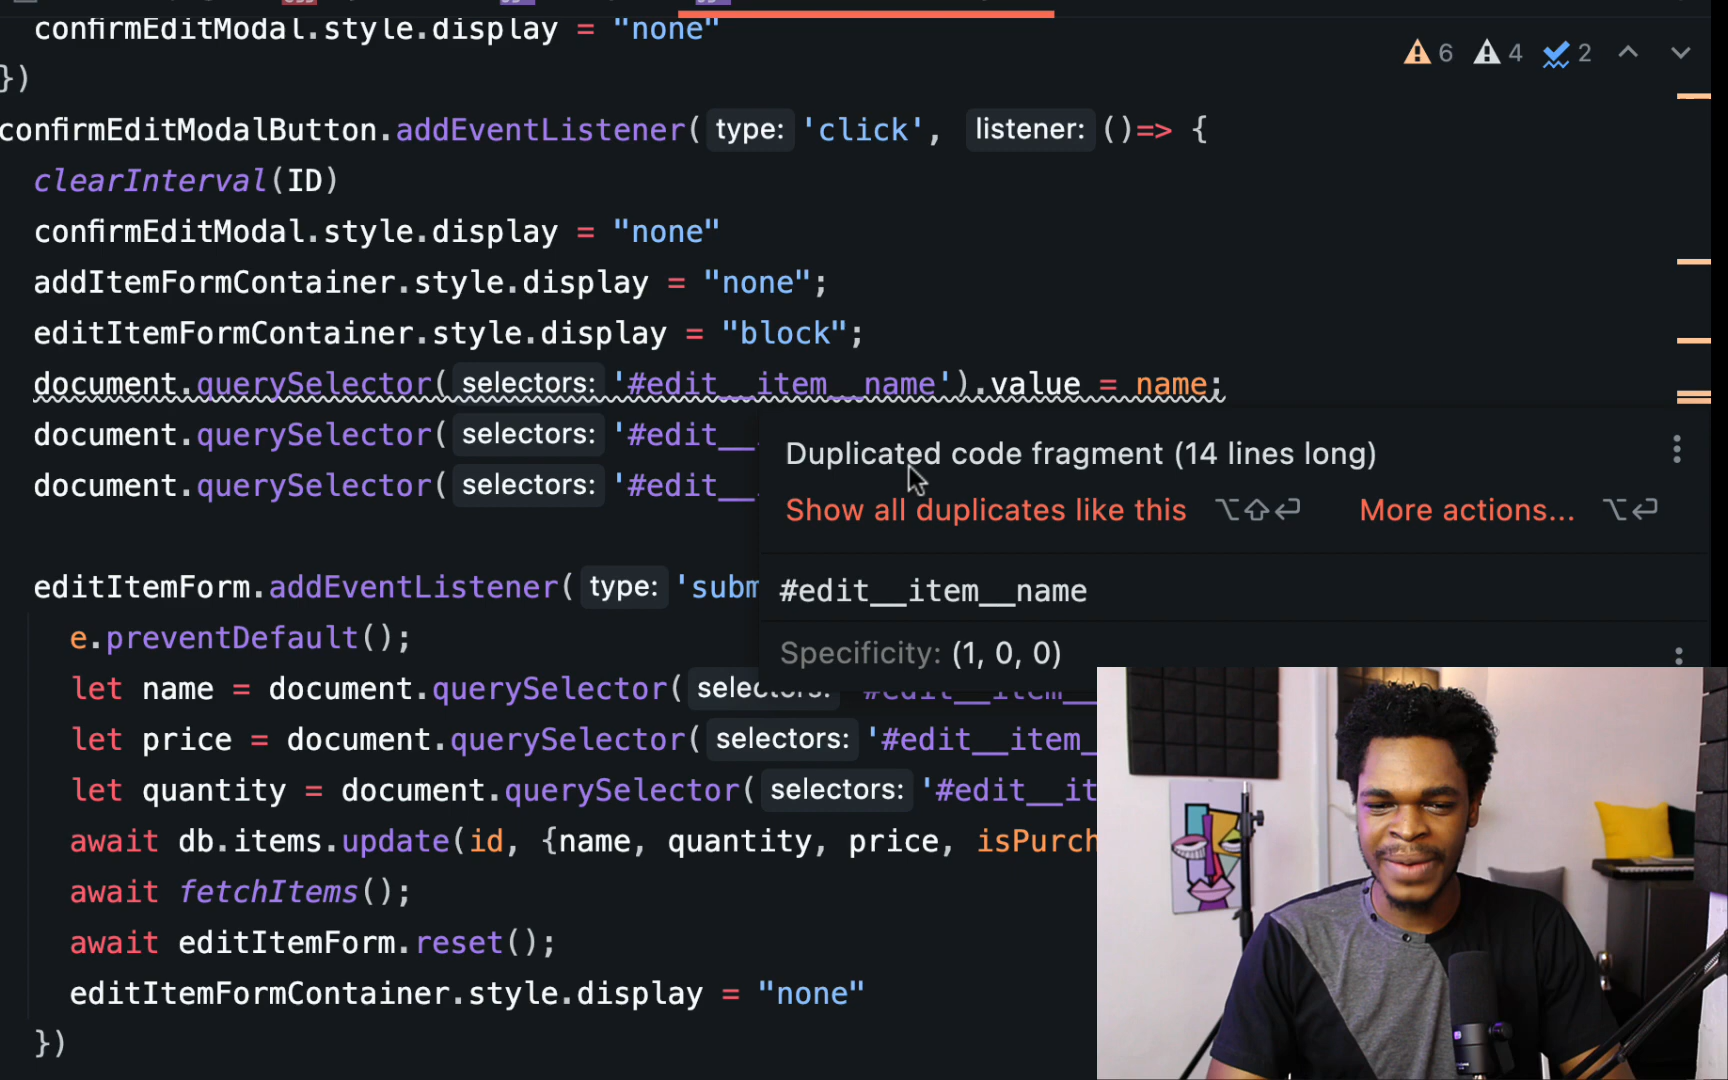 confirmEditModal.style.display = "none"
})
6 4 2
confirmEditModalButton.addEventListener( type: 'click', listener: ()=> {
clearInterval(ID)
confirmEditModal.style.display = "none"
addItemFormContainer.style.display = "none";
editItemFormContainer.style.display = "block";
document.querySelector( selectors: '#edit__item__name').value = name;
document.querySelector( selectors: '#edit__
document.querySelector( selectors: '#edit__
Duplicated code fragment (14 lines long)
Show all duplicates like this ⌥⇧⏎ More actions... ⌥⏎
#edit__item__name
Specificity: (1, 0, 0)
editItemForm.addEventListener( type: 'subm
e.preventDefault();
let name = document.querySelector( selectors: '#edit__item__
let price = document.querySelector( selectors: '#edit__item_
let quantity = document.querySelector( selectors: '#edit__it
await db.items.update(id, {name, quantity, price, isPurch
await fetchItems();
await editItemForm.reset();
editItemFormContainer.style.display = "none"
})